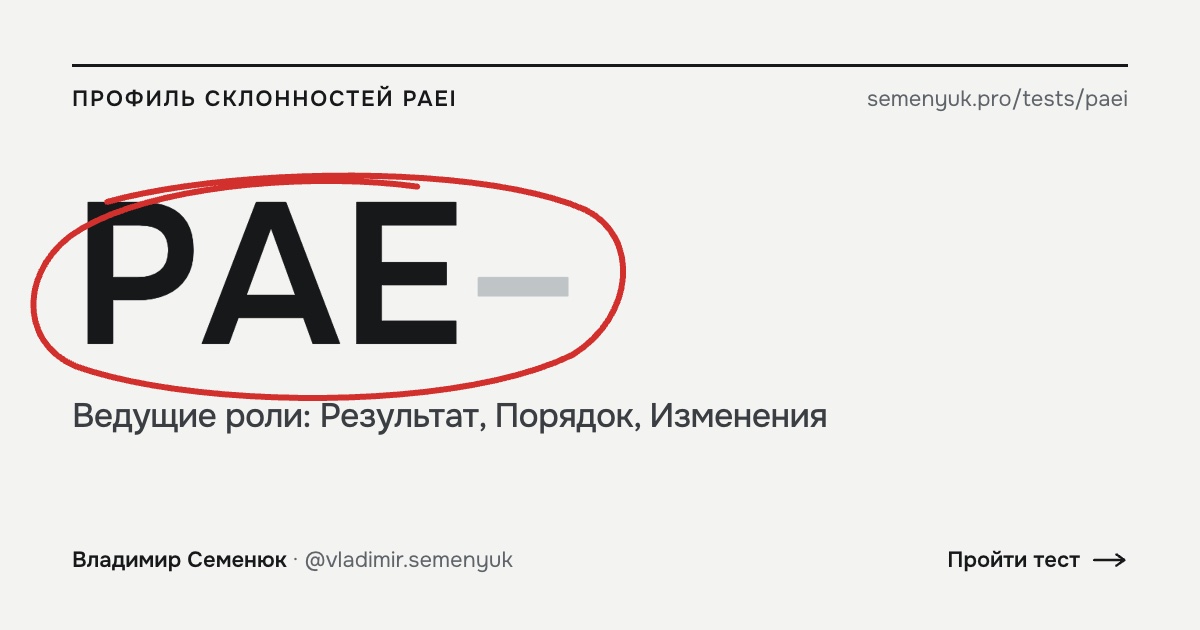 ПРОФИЛЬ СКЛОННОСТЕЙ PAEI
semenyuk.pro/tests/paei
PAE–
Ведущие роли: Результат, Порядок, Изменения
Владимир Семенюк · @vladimir.semenyuk
Пройти тест →